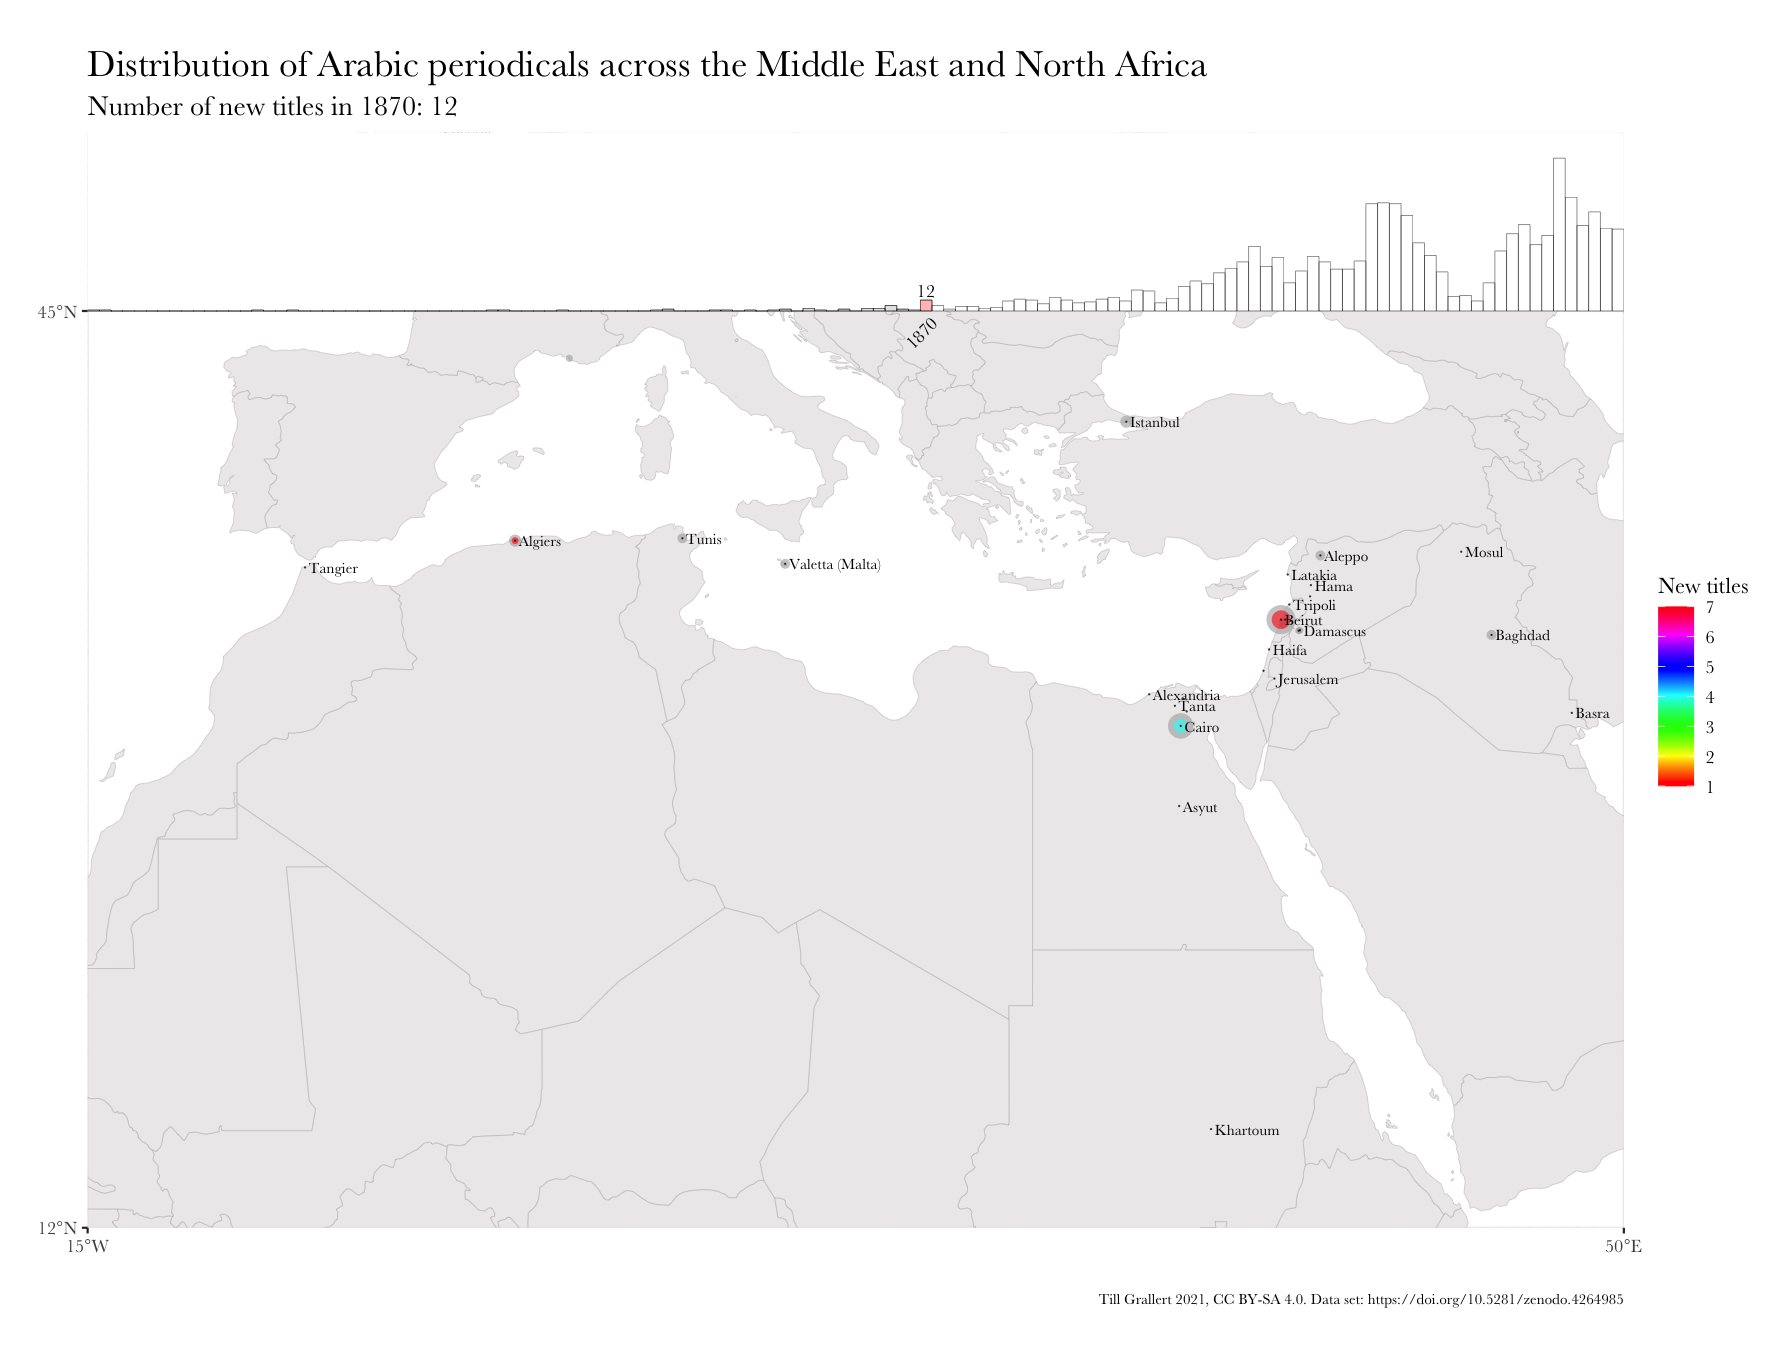 Distribution of Arabic periodicals across the Middle East and North Africa
Number of new titles in 1870: 12
12
45°N
1870
Istanbul
Algiers
Tunis
Mosul
Aleppo
Valetta (Malta)
Tangier
Latakia
Hama
Tripoli
Beirut
Damascus
Baghdad
Haifa
Jerusalem
Alexandria
Tanta
Basra
Cairo
Asyut
Khartoum
New titles
7
6
5
4
3
2
1
12°N
15°W
50°E
Till Grallert 2021, CC BY-SA 4.0. Data set: https://doi.org/10.5281/zenodo.4264985